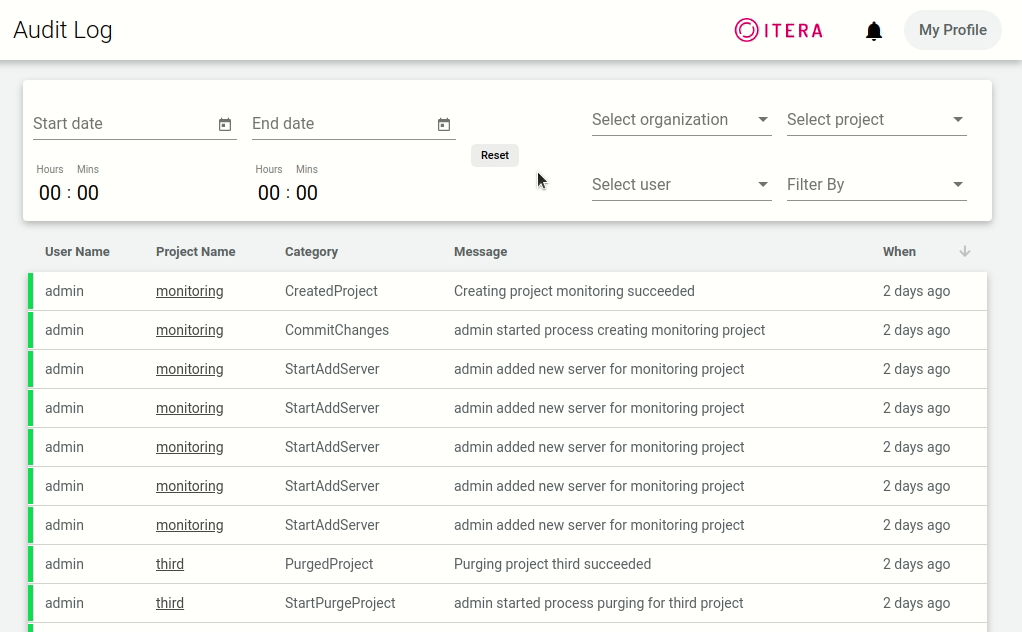 Audit Log
ITERA
My Profile
Start date
End date
Select organization
Select project
Reset
Hours Mins
Hours Mins
00 : 00
00 : 00
Select user
Filter By
User Name Project Name Category Message When
admin monitoring CreatedProject Creating project monitoring succeeded 2 days ago
admin monitoring CommitChanges admin started process creating monitoring project 2 days ago
admin monitoring StartAddServer admin added new server for monitoring project 2 days ago
admin monitoring StartAddServer admin added new server for monitoring project 2 days ago
admin monitoring StartAddServer admin added new server for monitoring project 2 days ago
admin monitoring StartAddServer admin added new server for monitoring project 2 days ago
admin monitoring StartAddServer admin added new server for monitoring project 2 days ago
admin third PurgedProject Purging project third succeeded 2 days ago
admin third StartPurgeProject admin started process purging for third project 2 days ago